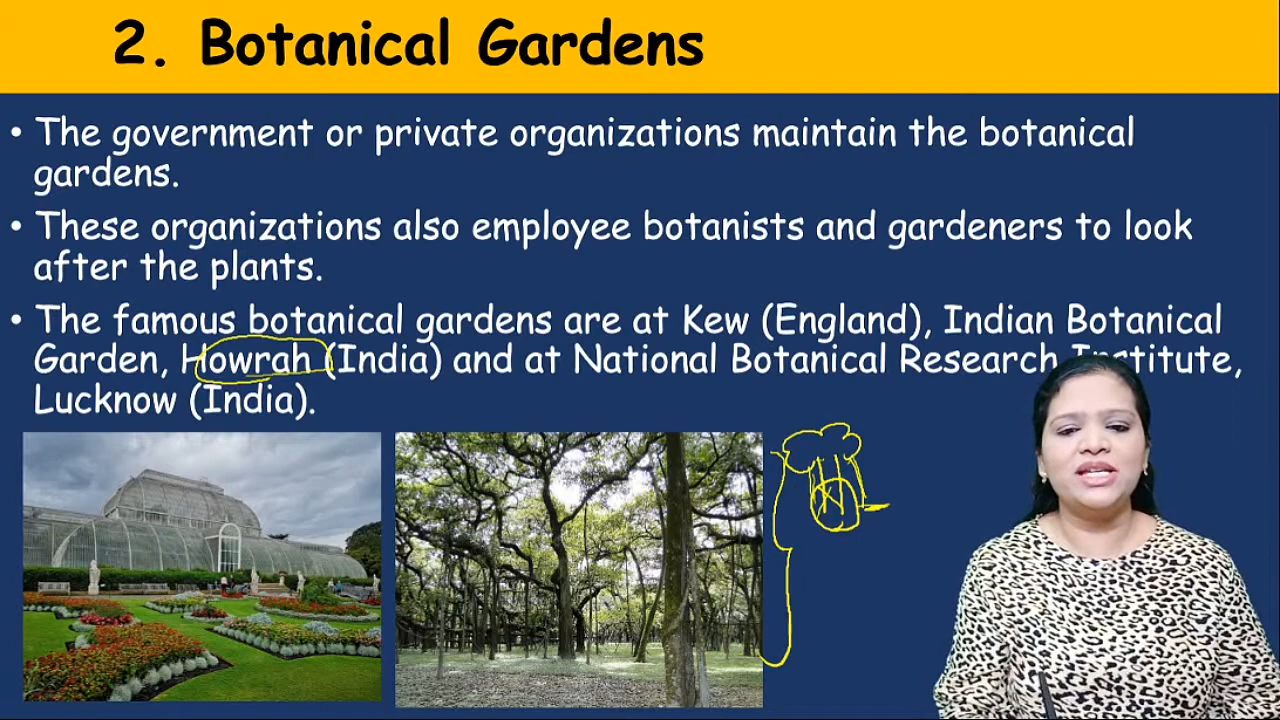 2. Botanical Gardens
• The government or private organizations maintain the botanical
gardens.
• These organizations also employee botanists and gardeners to look
after the plants.
• The famous botanical gardens are at Kew (England), Indian Botanical
Garden, Howrah (India) and at National Botanical Research Institute,
Lucknow (India).